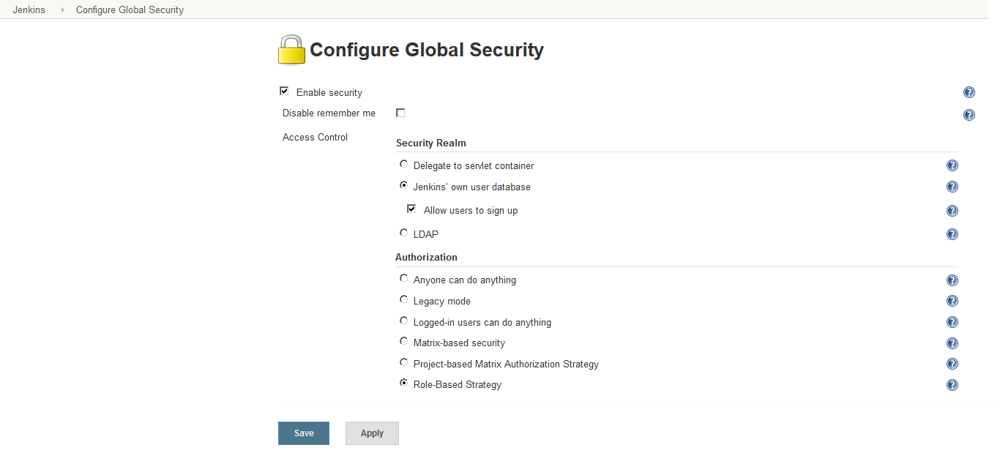 Jenkins Configure Global Security
Configure Global Security
Enable security
Disable remember me
Access Control
Security Realm
Delegate to servlet container
Jenkins' own user database
Allow users to sign up
LDAP
Authorization
Anyone can do anything
Legacy mode
Logged-in users can do anything
Matrix-based security
Project-based Matrix Authorization Strategy
Role-Based Strategy
Save Apply